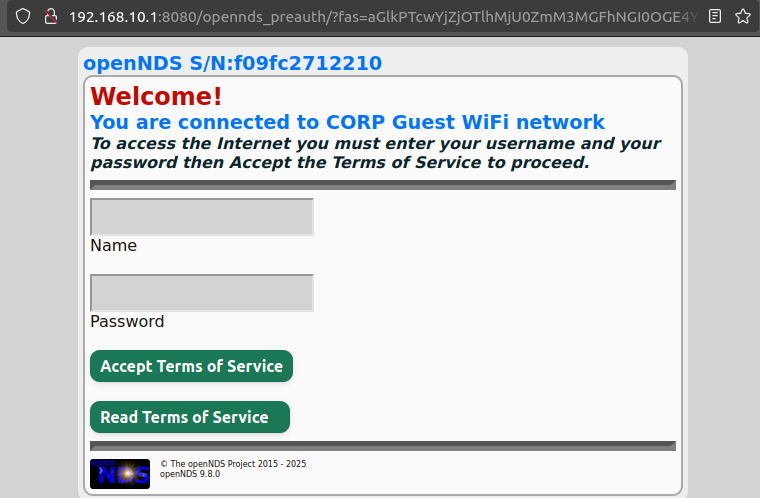 192.168.10.1:8080/opennds_preauth/?fas=aGlkPTcwYjZjOTlhMjU0ZmM3MGFhNGI0OGE4Y
openNDS S/N:f09fc2712210
Welcome!
You are connected to CORP Guest WiFi network
To access the Internet you must enter your username and your
password then Accept the Terms of Service to proceed.
Name
Password
Accept Terms of Service
Read Terms of Service
open
NDS
© The openNDS Project 2015 - 2025
openNDS 9.8.0